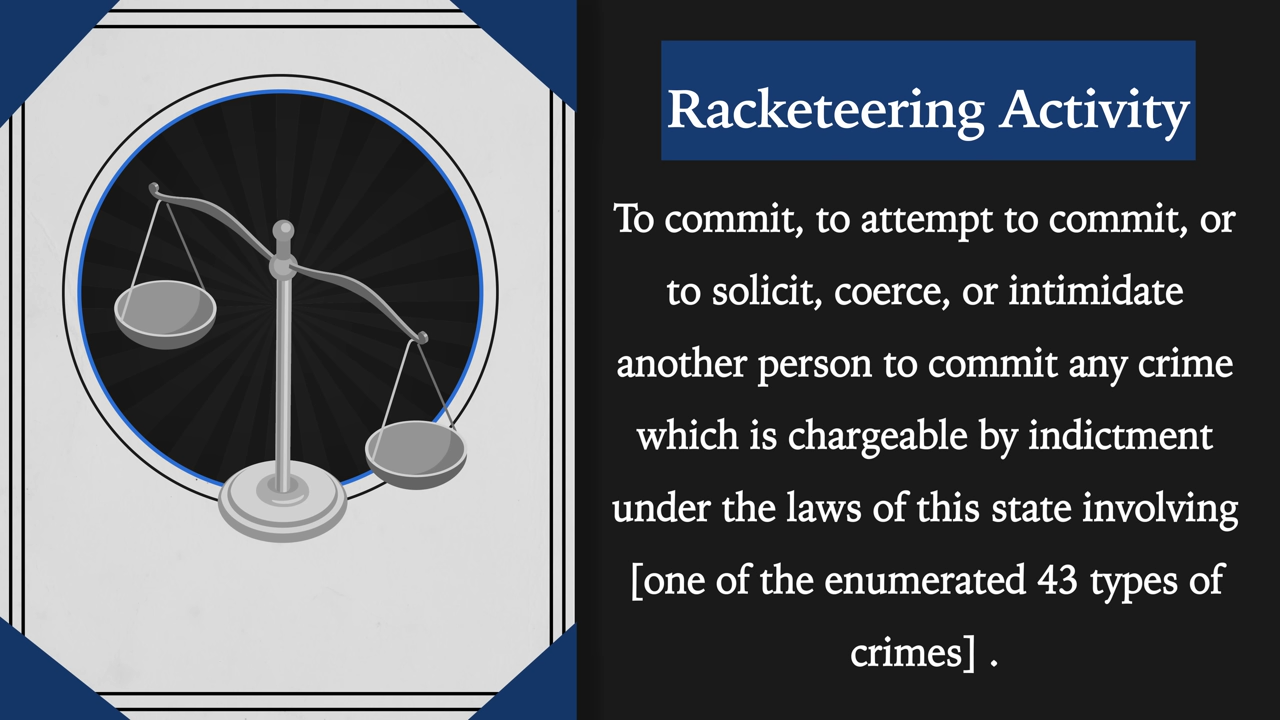 Racketeering Activity
To commit, to attempt to commit, or
to solicit, coerce, or intimidate
another person to commit any crime
which is chargeable by indictment
under the laws of this state involving
[one of the enumerated 43 types of
crimes] .